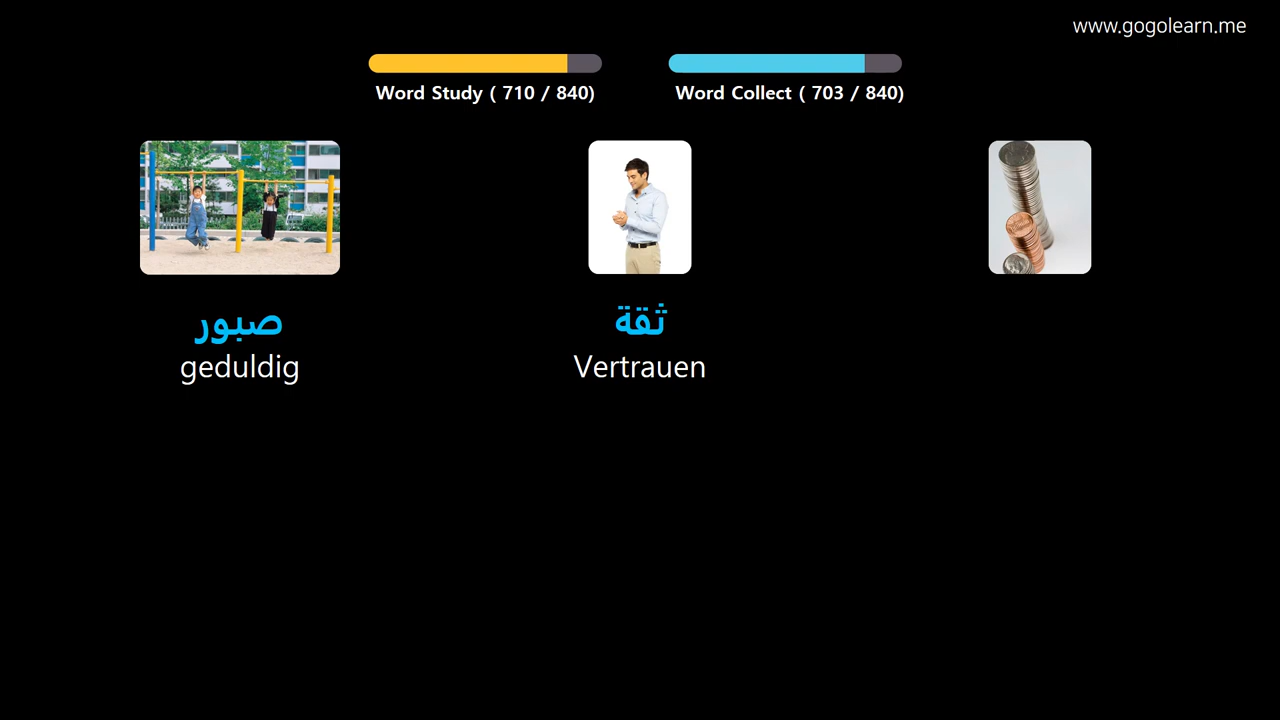 www.gogolearn.me
Word Study ( 710 / 840)
Word Collect ( 703 / 840)
صبور
geduldig
ثقة
Vertrauen